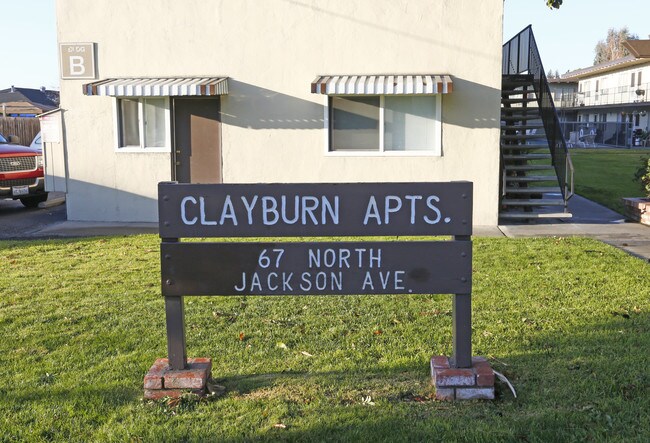 B
CLAYBURN APTS.
67 NORTH
JACKSON AVE.